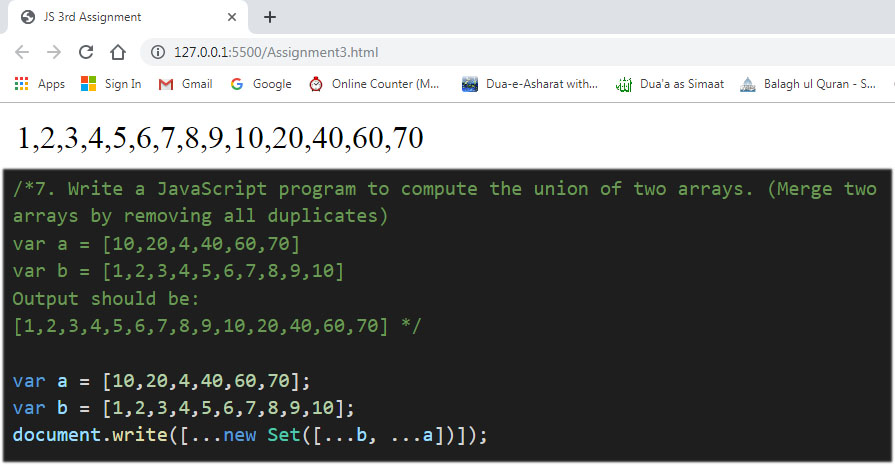 JS 3rd Assignment
127.0.0.1:5500/Assignment3.html
Apps Sign In Gmail Google Online Counter (M... Dua-e-Asharat with... Dua'a as Simaat Balagh ul Quran - S...
1,2,3,4,5,6,7,8,9,10,20,40,60,70
/*7. Write a JavaScript program to compute the union of two arrays. (Merge two
arrays by removing all duplicates)
var a = [10,20,4,40,60,70]
var b = [1,2,3,4,5,6,7,8,9,10]
Output should be:
[1,2,3,4,5,6,7,8,9,10,20,40,60,70] */
var a = [10,20,4,40,60,70];
var b = [1,2,3,4,5,6,7,8,9,10];
document.write([...new Set([...b, ...a])]);